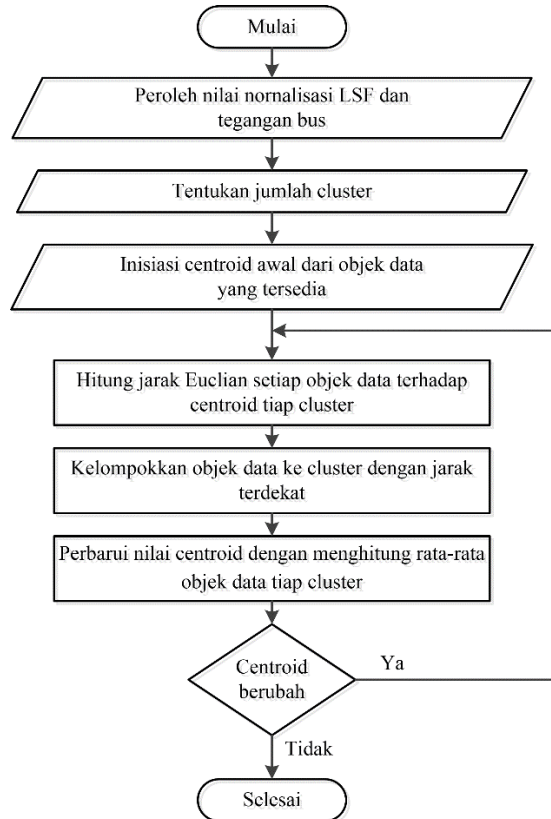 Mulai
Peroleh nilai nornalisasi LSF dan
tegangan bus
Tentukan jumlah cluster
Inisiasi centroid awal dari objek data
yang tersedia
Hitung jarak Euclian setiap objek data terhadap
centroid tiap cluster
Kelompokkan objek data ke cluster dengan jarak
terdekat
Perbarui nilai centroid dengan menghitung rata-rata
objek data tiap cluster
Centroid
berubah
Ya
Tidak
Selesai